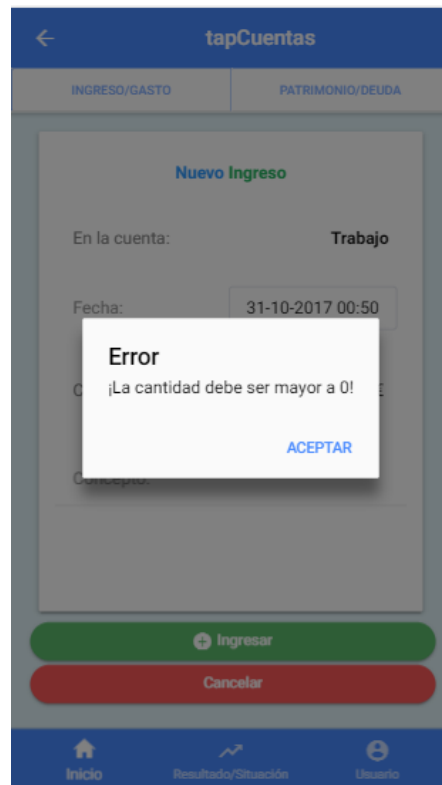 tapCuentas
INGRESO/GASTO PATRIMONIO/DEUDA
Nuevo Ingreso
En la cuenta: Trabajo
Fecha: 31-10-2017 00:50
Error
¡La cantidad debe ser mayor a 0!
ACEPTAR
Concepto:
Ingresar
Cancelar
Inicio Resultado/Situación Usuario